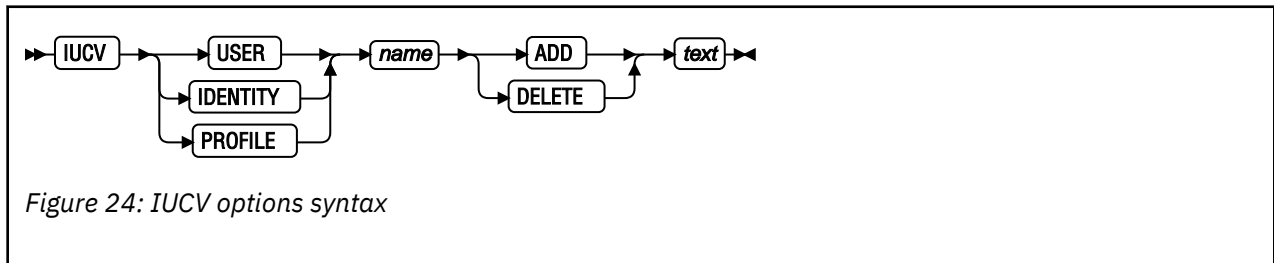 IUCV USER name ADD text
IDENTITY DELETE
PROFILE
Figure 24: IUCV options syntax